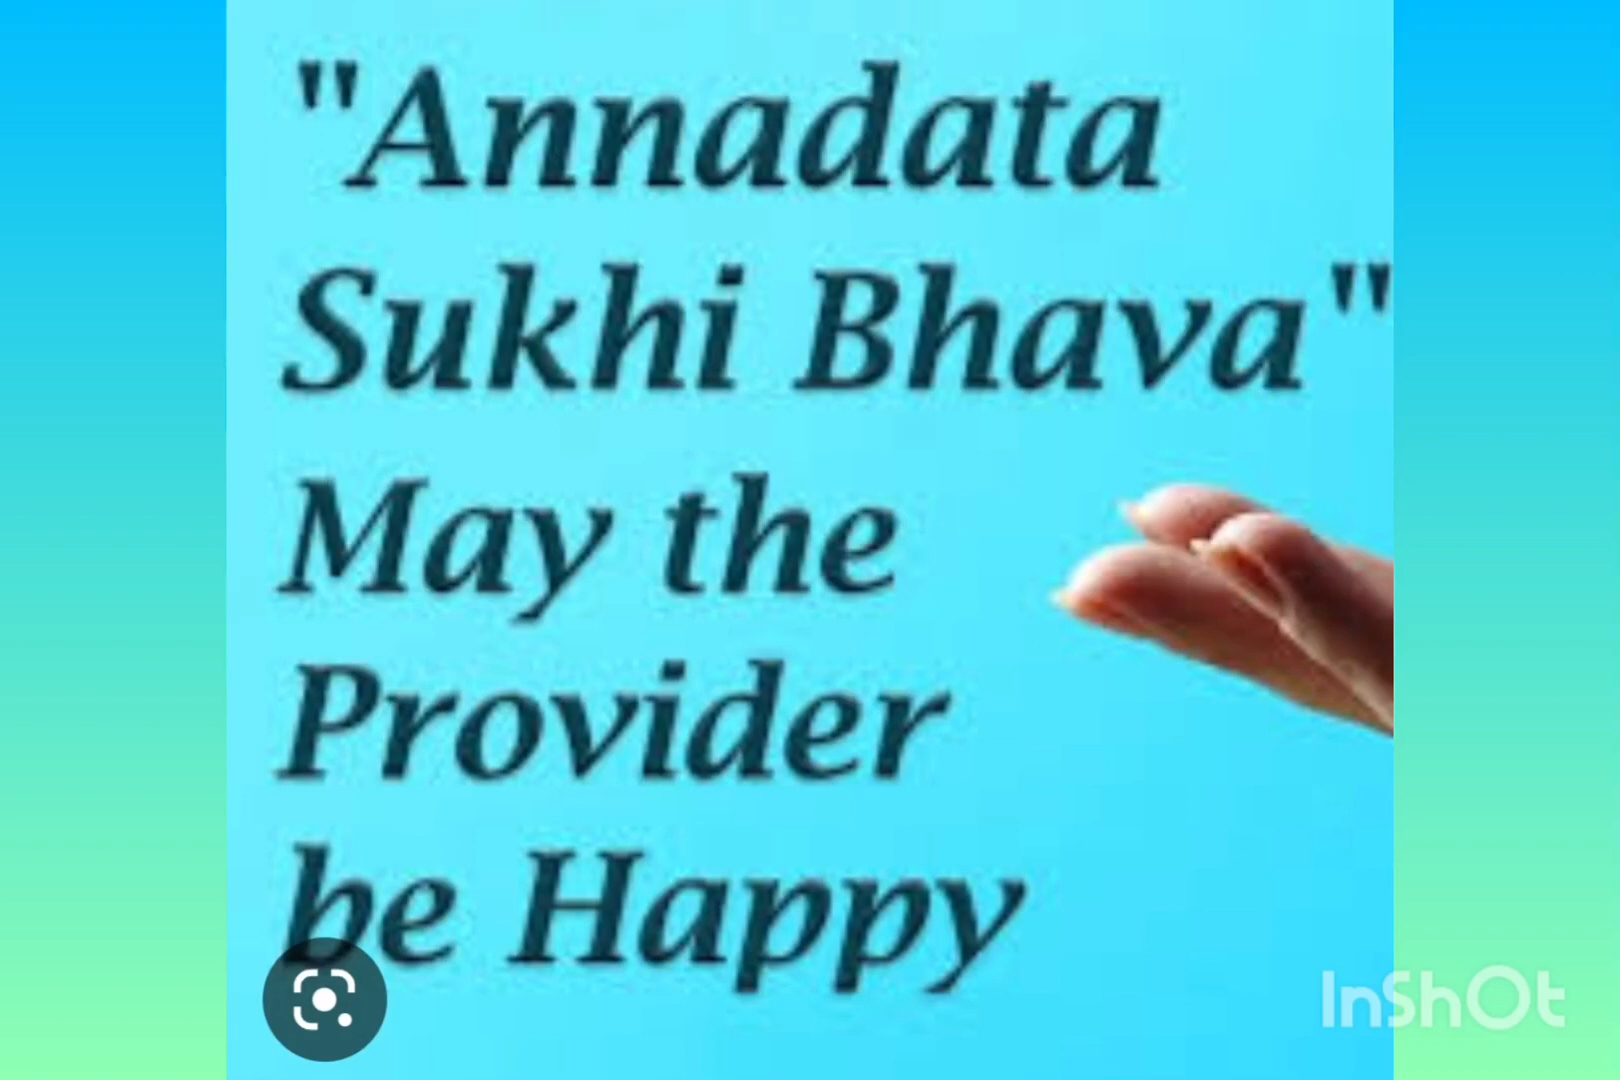 "Annadata
Sukhi Bhava"
May the
Provider
be Happy
InShOt